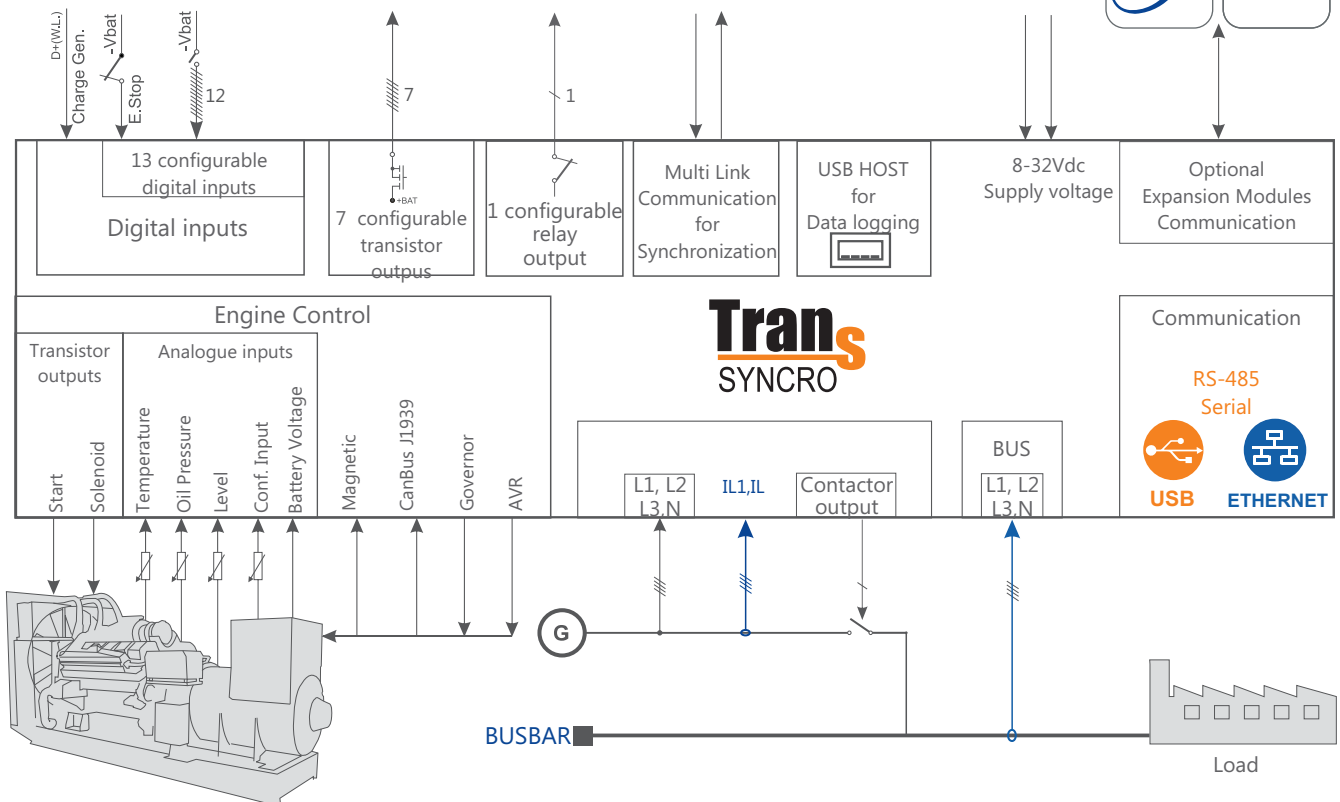 D+(W.L.)
Charge Gen.
-Vbat
E.Stop
-Vbat
12
7
1
13 configurable
digital inputs
Digital inputs
+BAT
7 configurable
transistor
outpus
1 configurable
relay
output
Multi Link
Communication
for
Synchronization
USB HOST
for
Data logging
8-32Vdc
Supply voltage
Optional
Expansion Modules
Communication
Engine Control
Transistor
outputs
Analogue inputs
Start
Solenoid
Temperature
Oil Pressure
Level
Conf. Input
Battery Voltage
Magnetic
CanBus J1939
Governor
AVR
Trans
SYNCRO
L1, L2
L3,N
IL1,IL
Contactor
output
BUS
L1, L2
L3,N
Communication
RS-485
Serial
USB
ETHERNET
G
BUSBAR
Load